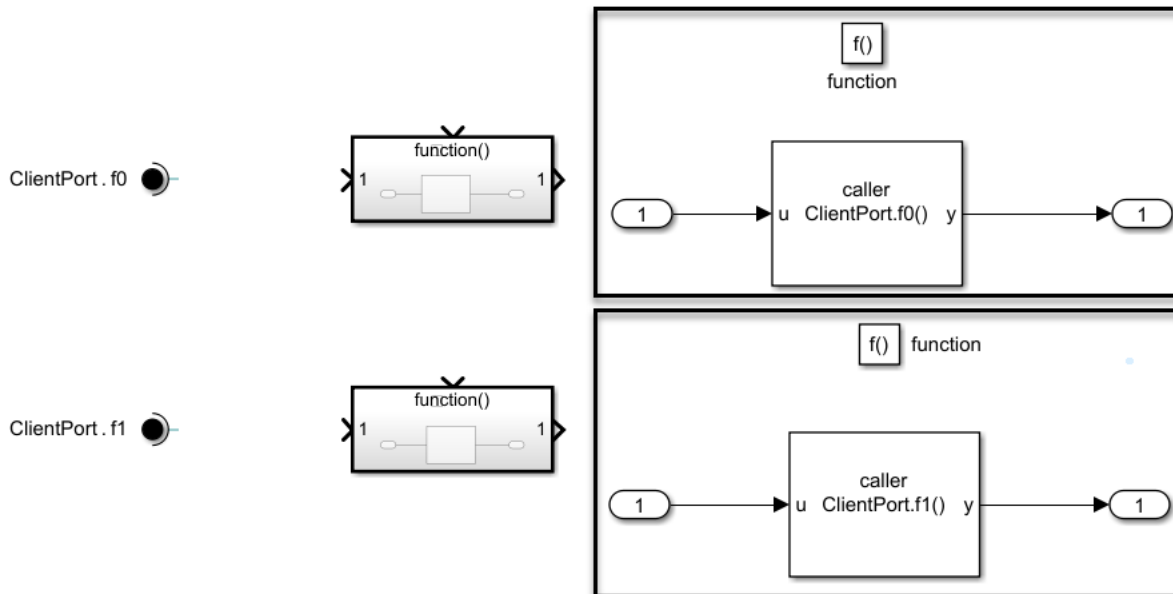 f()
function
ClientPort . f0
function()
1
1
caller
1
u
ClientPort.f0()
y
1
f()
function
ClientPort . f1
function()
1
1
caller
1
u
ClientPort.f1()
y
1